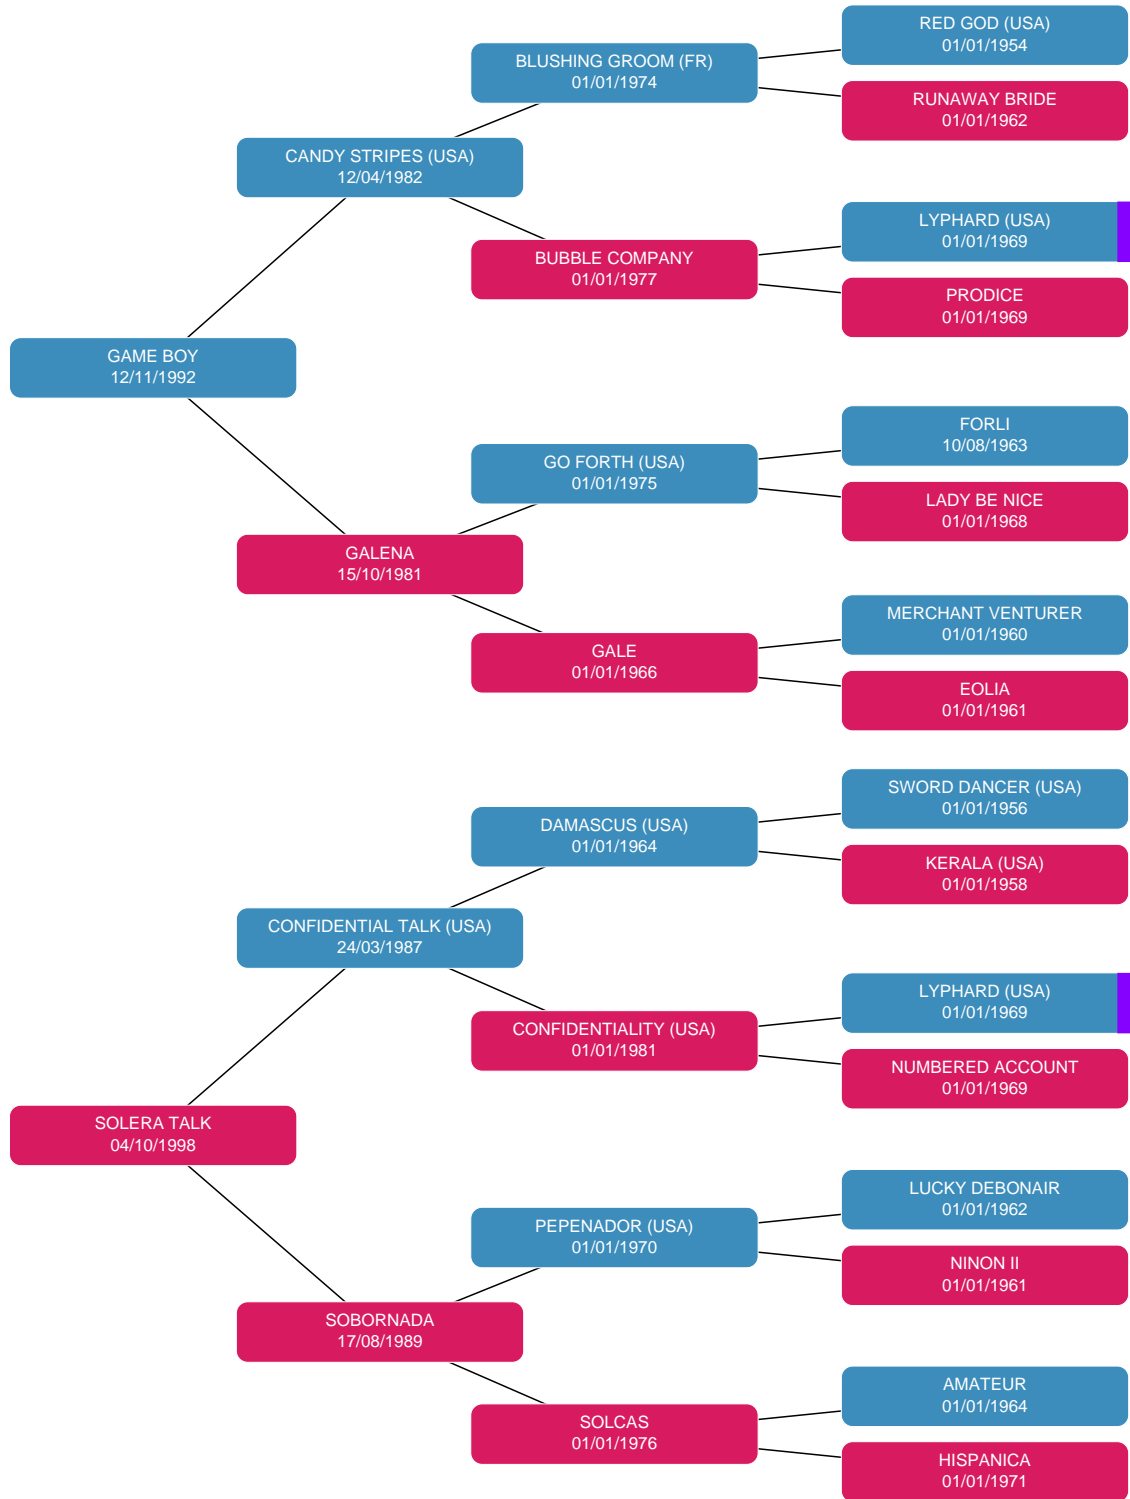 RED GOD (USA)
01/01/1954
BLUSHING GROOM (FR)
01/01/1974
RUNAWAY BRIDE
01/01/1962
CANDY STRIPES (USA)
12/04/1982
LYPHARD (USA)
01/01/1969
BUBBLE COMPANY
01/01/1977
PRODICE
01/01/1969
GAME BOY
12/11/1992
FORLI
10/08/1963
GO FORTH (USA)
01/01/1975
LADY BE NICE
01/01/1968
GALENA
15/10/1981
MERCHANT VENTURER
01/01/1960
GALE
01/01/1966
EOLIA
01/01/1961
SWORD DANCER (USA)
01/01/1956
DAMASCUS (USA)
01/01/1964
KERALA (USA)
01/01/1958
CONFIDENTIAL TALK (USA)
24/03/1987
LYPHARD (USA)
01/01/1969
CONFIDENTIALITY (USA)
01/01/1981
NUMBERED ACCOUNT
01/01/1969
SOLERA TALK
04/10/1998
LUCKY DEBONAIR
01/01/1962
PEPENADOR (USA)
01/01/1970
NINON II
01/01/1961
SOBORNADA
17/08/1989
AMATEUR
01/01/1964
SOLCAS
01/01/1976
HISPANICA
01/01/1971